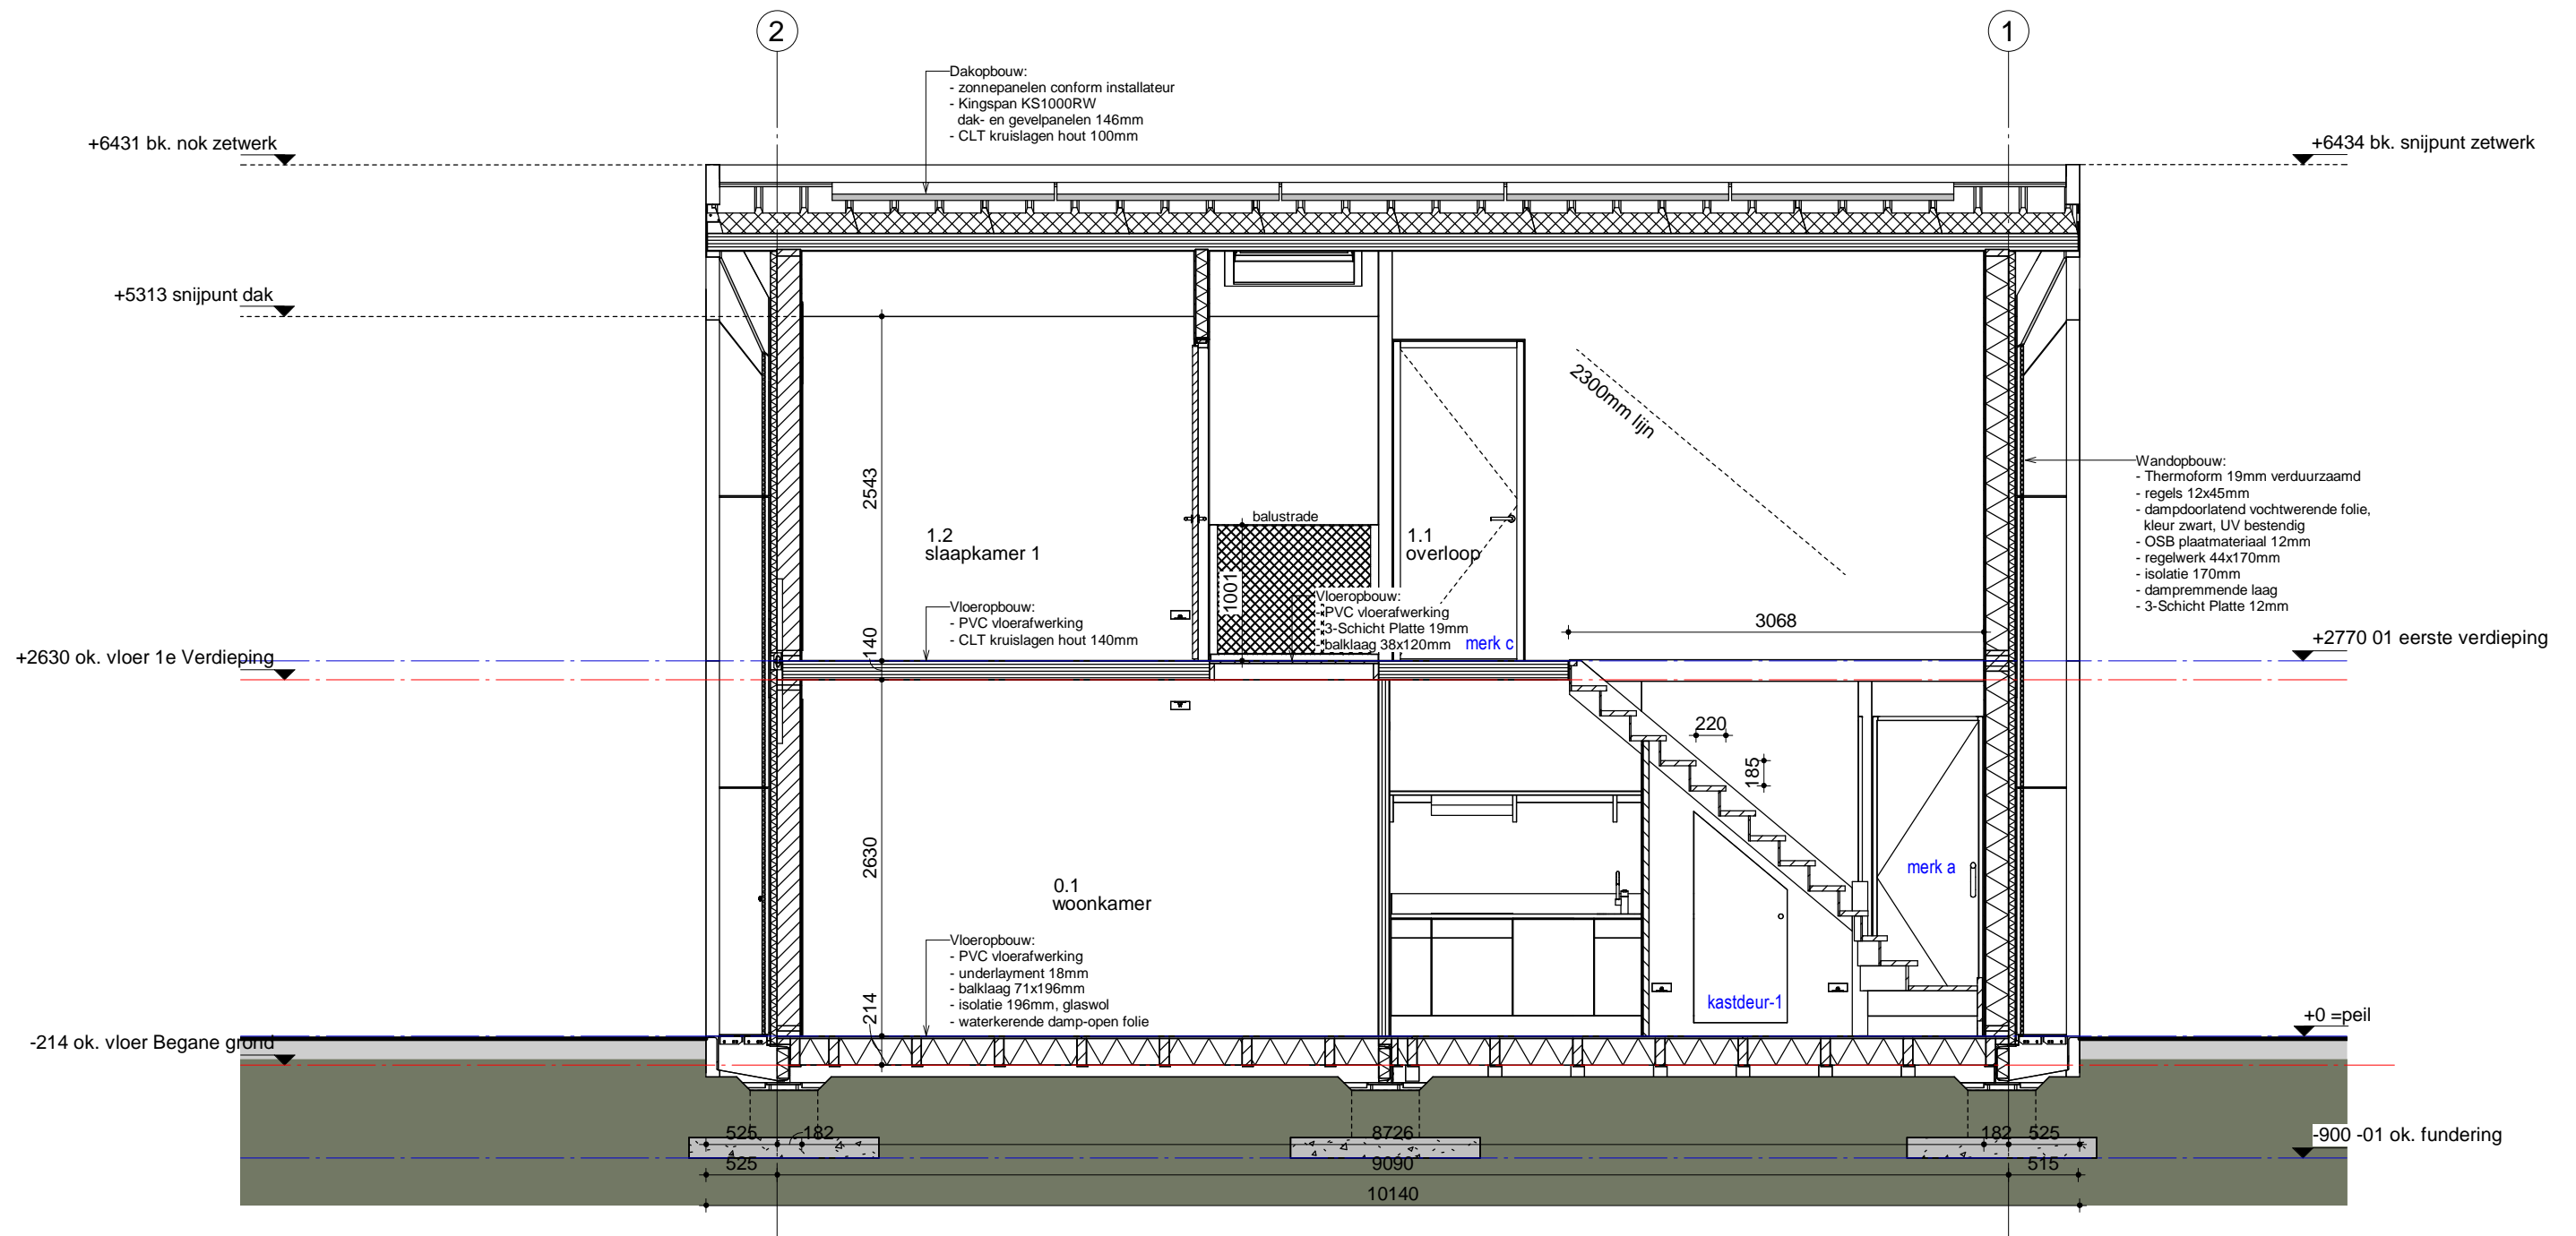 2
1
Dakopbouw:
- zonnepanelen conform installateur
- Kingspan KS1000RW
dak- en gevelpanelen 146mm
- CLT kruislagen hout 100mm
+6431 bk. nok zetwerk
+6434 bk. snijpunt zetwerk
+5313 snijpunt dak
2300mm lijn
2543
Wandopbouw:
- Thermoform 19mm verduurzaamd
- regels 12x45mm
- dampdoorlatend vochtwerende folie,
kleur zwart, UV bestendig
- OSB plaatmateriaal 12mm
- regelwerk 44x170mm
- isolatie 170mm
- dampremmende laag
- 3-Schicht Platte 12mm
balustrade
1.2
slaapkamer 1
1.1
overloop
1001
Vloeropbouw:
- PVC vloerafwerking
- CLT kruislagen hout 140mm
Vloeropbouw:
- PVC vloerafwerking
- 3-Schicht Platte 19mm
- balklaag 38x120mm
merk c
3068
140
+2630 ok. vloer 1e Verdieping
+2770 01 eerste verdieping
220
185
2630
merk a
0.1
woonkamer
Vloeropbouw:
- PVC vloerafwerking
- underlayment 18mm
- balklaag 71x196mm
- isolatie 196mm, glaswol
- waterkerende damp-open folie
kastdeur-1
214
+0 =peil
-214 ok. vloer Begane grond
525
182
8726
182
525
-900 -01 ok. fundering
525
9090
515
10140